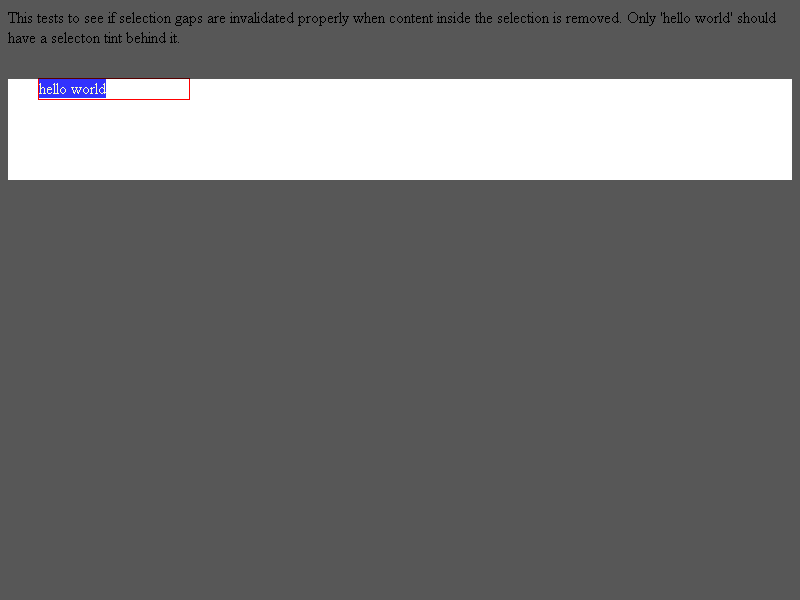 This tests to see if selection gaps are invalidated properly when content inside the selection is removed. Only 'hello world' should
have a selecton tint behind it.
hello world